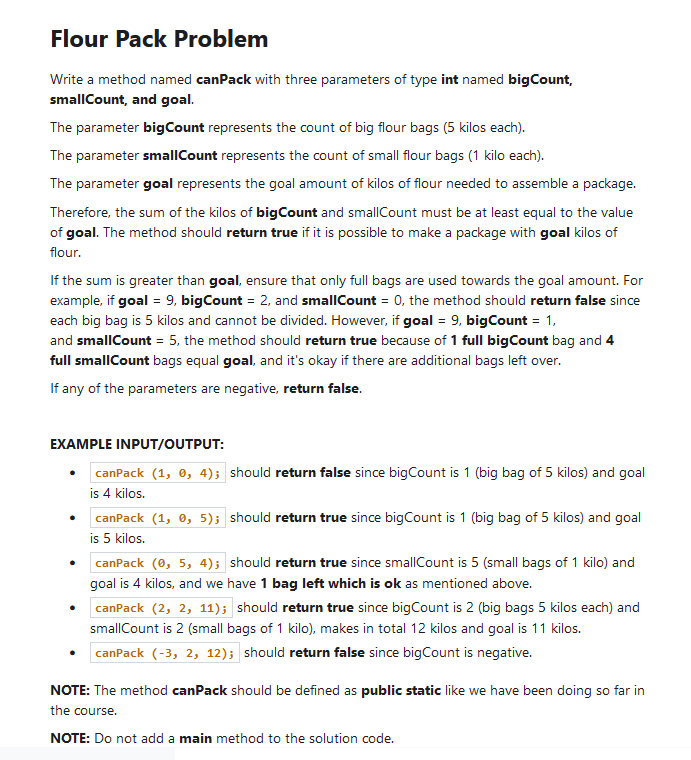 Flour Pack Problem
Write a method named canPack with three parameters of type int named bigCount,
smallCount, and goal.
The parameter bigCount represents the count of big flour bags (5 kilos each).
The parameter smallCount represents the count of small flour bags (1 kilo each).
The parameter goal represents the goal amount of kilos of flour needed to assemble a package.
Therefore, the sum of the kilos of bigCount and smallCount must be at least equal to the value
of goal. The method should return true if it is possible to make a package with goal kilos of
flour.
If the sum is greater than goal, ensure that only full bags are used towards the goal amount. For
example, if goal = 9, bigCount = 2, and smallCount = 0, the method should return false since
each big bag is 5 kilos and cannot be divided. However, if goal = 9, bigCount = 1,
and smallCount = 5, the method should return true because of 1 full bigCount bag and 4
full smallCount bags equal goal, and it's okay if there are additional bags left over.
If any of the parameters are negative, return false.
EXAMPLE INPUT/OUTPUT:
• canPack (1, 0, 4); should return false since bigCount is 1 (big bag of 5 kilos) and goal
is 4 kilos.
• canPack (1, 0, 5); should return true since bigCount is 1 (big bag of 5 kilos) and goal
is 5 kilos.
• canPack (0, 5, 4); should return true since smallCount is 5 (small bags of 1 kilo) and
goal is 4 kilos, and we have 1 bag left which is ok as mentioned above.
• canPack (2, 2, 11); should return true since bigCount is 2 (big bags 5 kilos each) and
smallCount is 2 (small bags of 1 kilo), makes in total 12 kilos and goal is 11 kilos.
• canPack (-3, 2, 12); should return false since bigCount is negative.
NOTE: The method canPack should be defined as public static like we have been doing so far in
the course.
NOTE: Do not add a main method to the solution code.